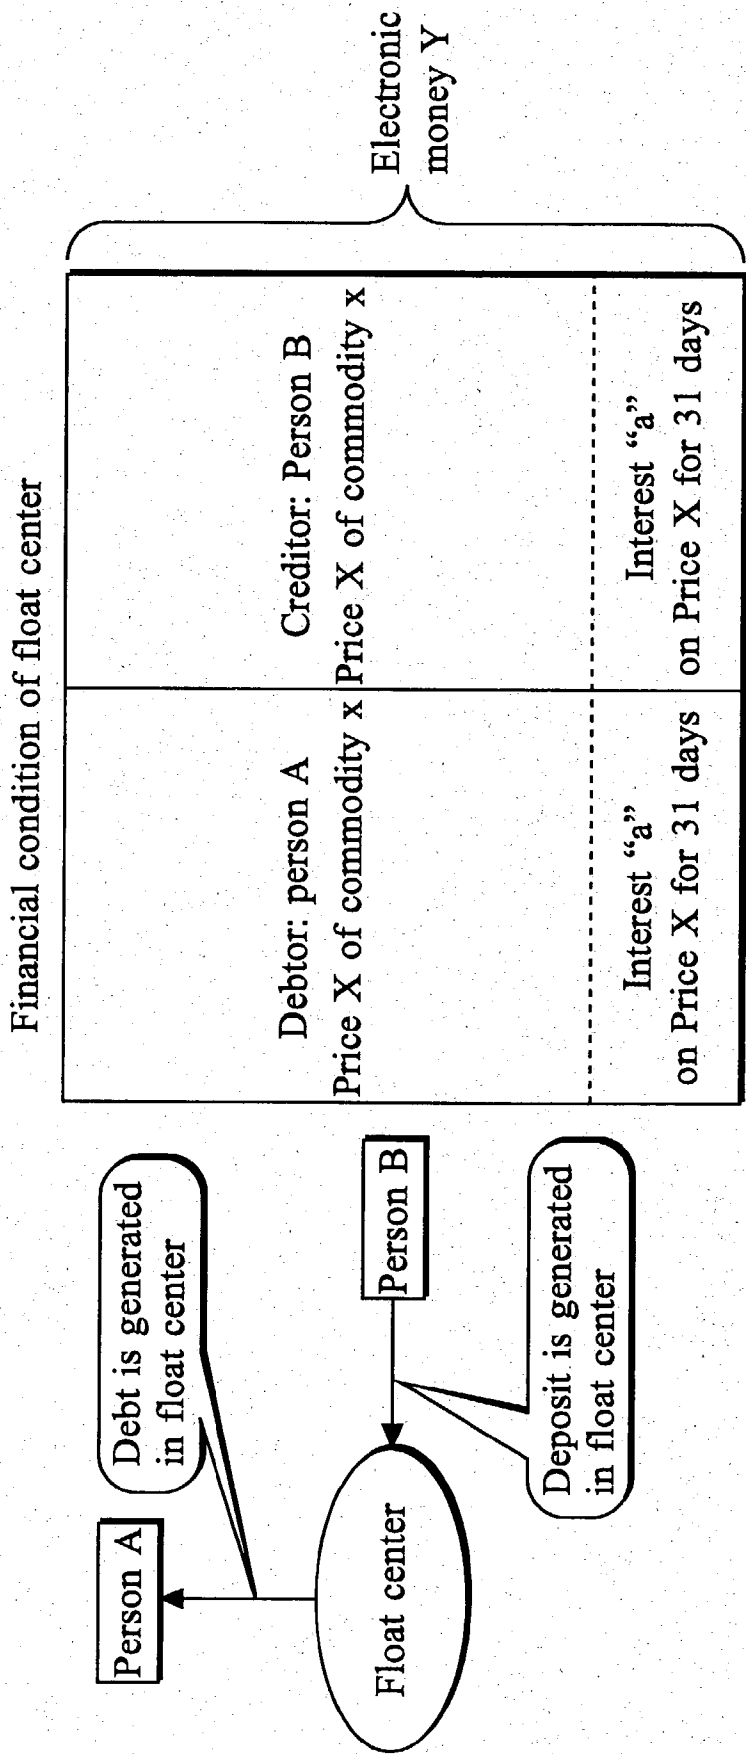 Financial condition of float center
Person A
Debt is generated
in float center
Float center
Person B
Deposit is generated
in float center
Debtor: person A
Price X of commodity x
Interest “a”
on Price X for 31 days
Creditor: Person B
Price X of commodity x
Interest “a”
on Price X for 31 days
Electronic
money Y